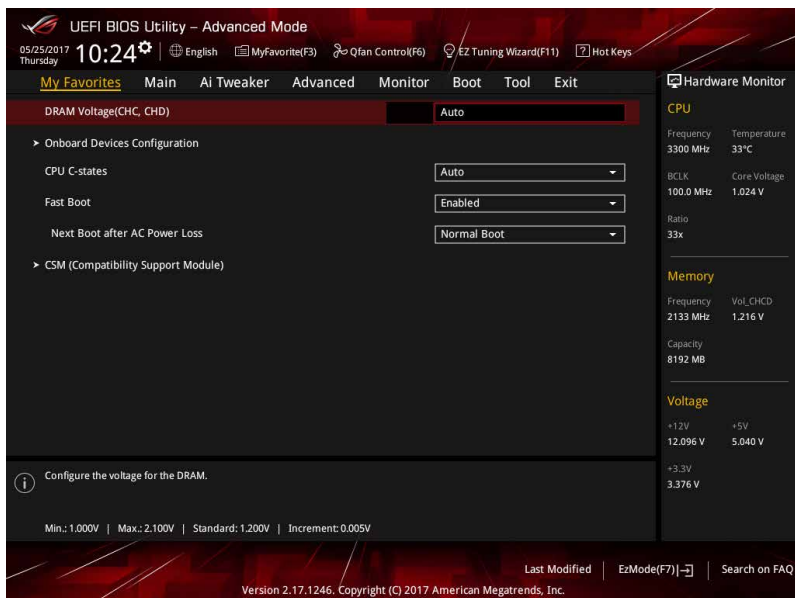 UEFI BIOS Utility – Advanced Mode
05/25/2017
Thursday
10:24
English
MyFavorite(F3)
Qfan Control(F6)
EZ Tuning Wizard(F11)
? Hot Keys
My Favorites Main Ai Tweaker Advanced Monitor Boot Tool Exit
DRAM Voltage(CHC, CHD) Auto
> Onboard Devices Configuration
CPU C-states Auto
Fast Boot Enabled
Next Boot after AC Power Loss Normal Boot
> CSM (Compatibility Support Module)
Hardware Monitor
CPU
Frequency Temperature
3300 MHz 33°C
BCLK Core Voltage
100.0 MHz 1.024 V
Ratio
33x
Memory
Frequency Vol_CHCD
2133 MHz 1.216 V
Capacity
8192 MB
Voltage
+12V +5V
12.096 V 5.040 V
+3.3V
3.376 V
i Configure the voltage for the DRAM.
Min.: 1.000V | Max.: 2.100V | Standard: 1.200V | Increment: 0.005V
Last Modified | EzMode(F7) | Search on FAQ
Version 2.17.1246. Copyright (C) 2017 American Megatrends, Inc.